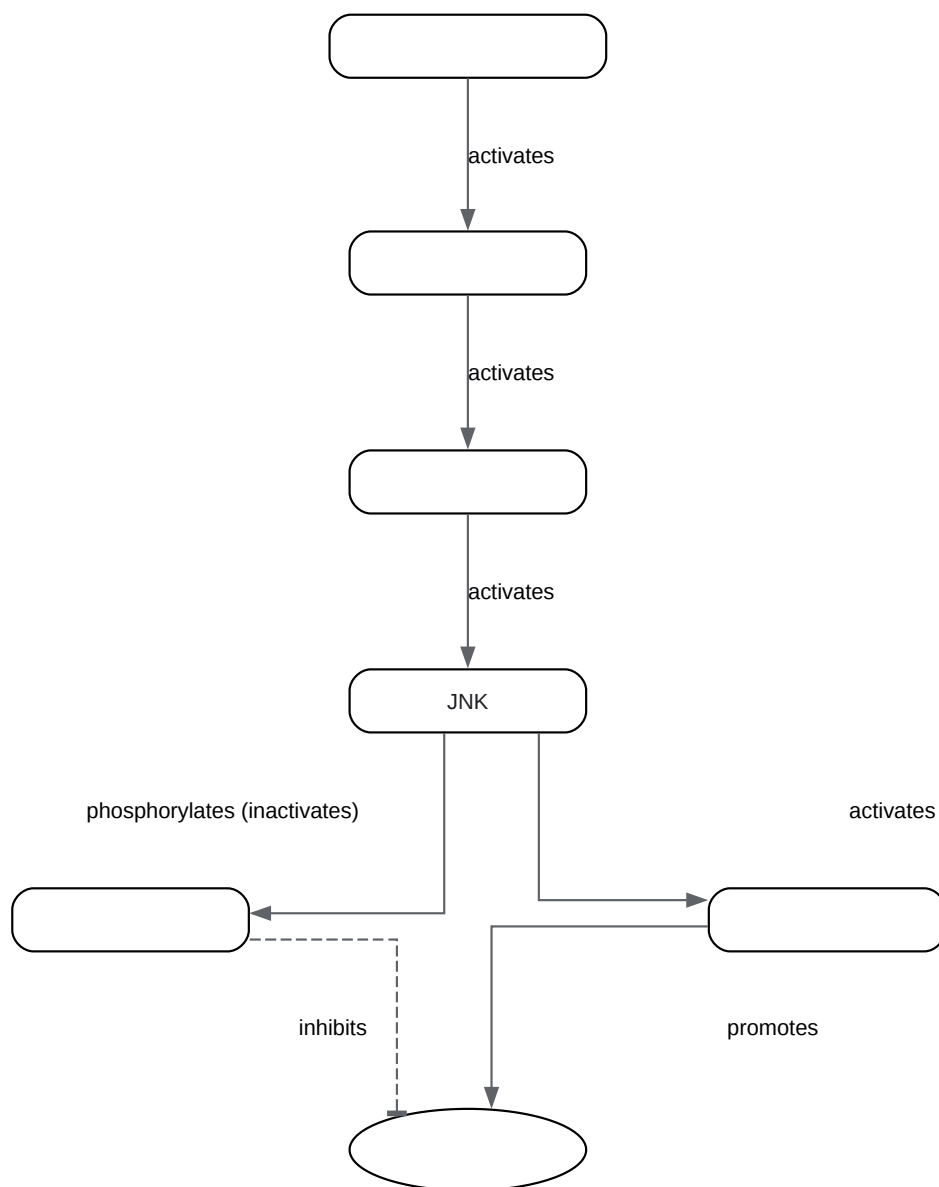 activates
activates
activates
JNK
phosphorylates (inactivates)
activates
inhibits
promotes